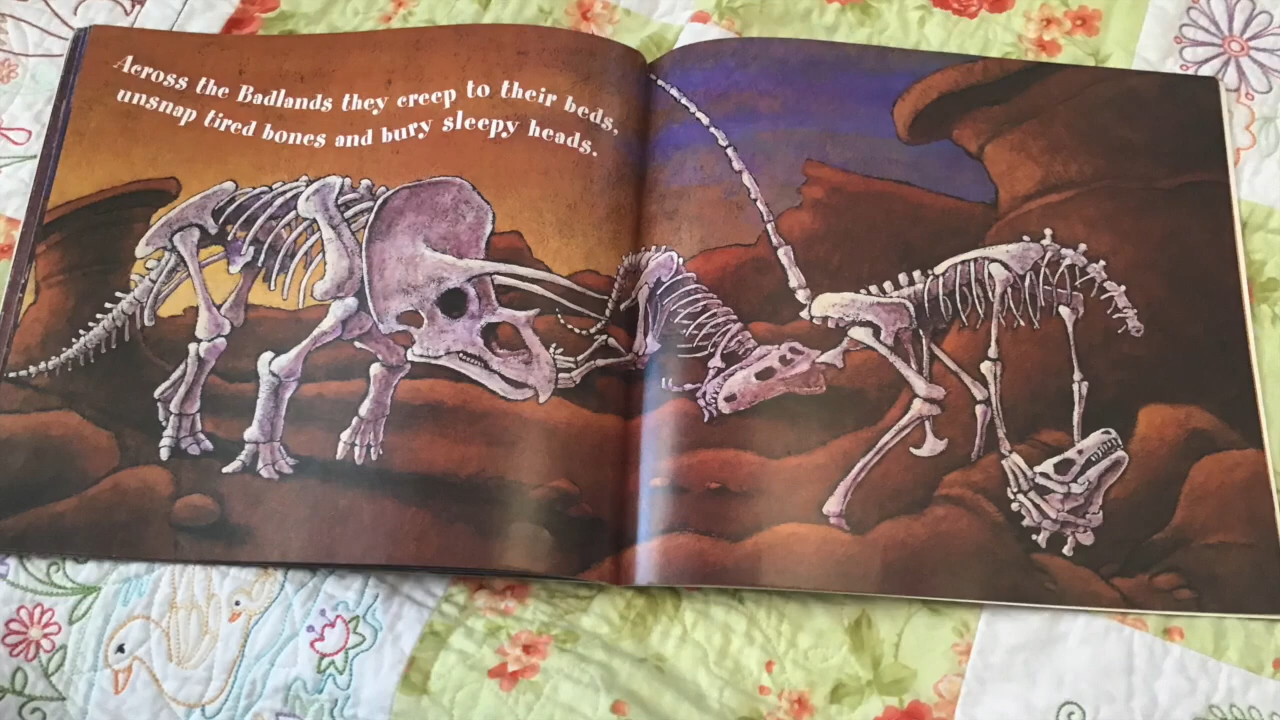 Across the Badlands they creep to their beds,
unsnap tired bones and bury sleepy heads.